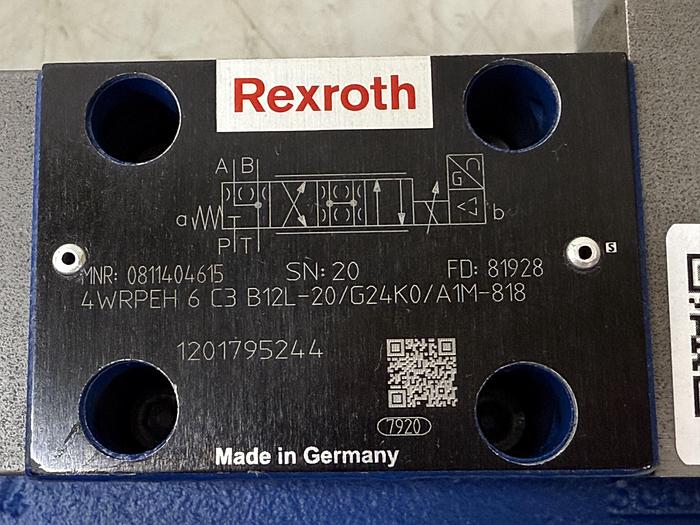 Rexroth
A B
G
a b
P T
S
MNR: 0811404615 SN: 20 FD: 81928
4WRPEH 6 C3 B12L-20/G24K0/A1M-818
1201795244
7920
Made in Germany